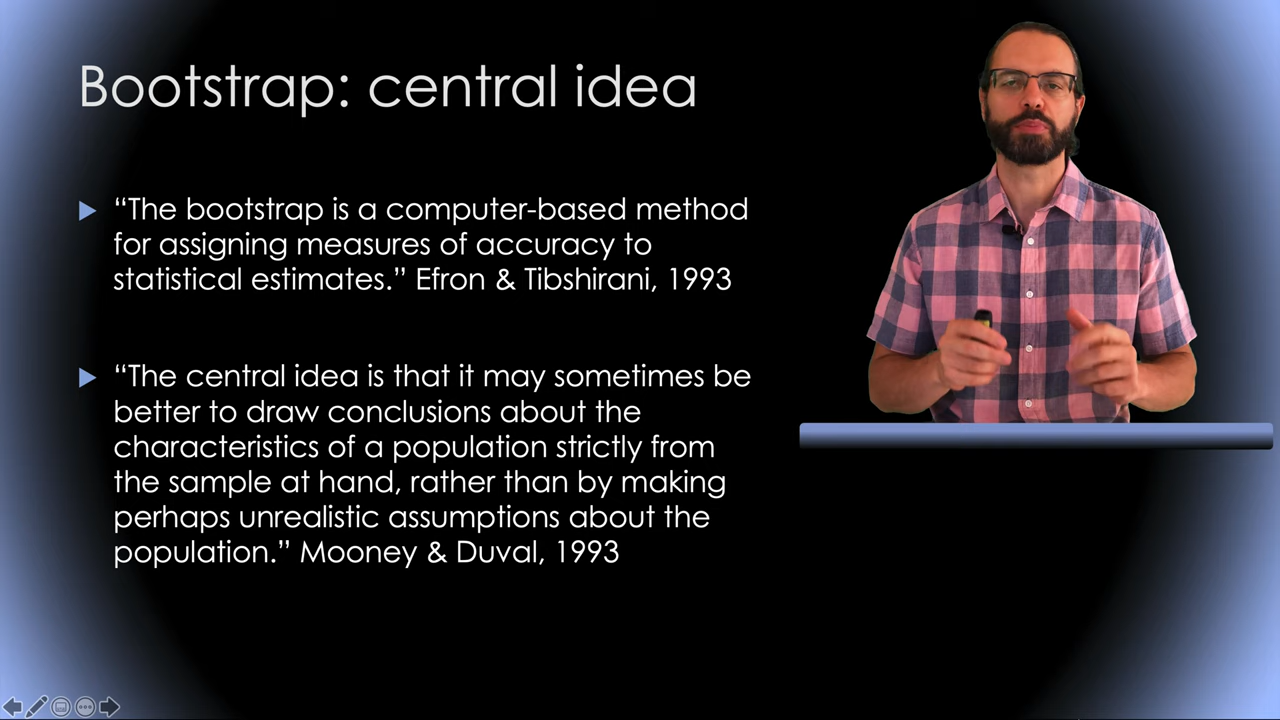 Bootstrap: central idea
“The bootstrap is a computer-based method
for assigning measures of accuracy to
statistical estimates.” Efron & Tibshirani, 1993
“The central idea is that it may sometimes be
better to draw conclusions about the
characteristics of a population strictly from
the sample at hand, rather than by making
perhaps unrealistic assumptions about the
population.” Mooney & Duval, 1993